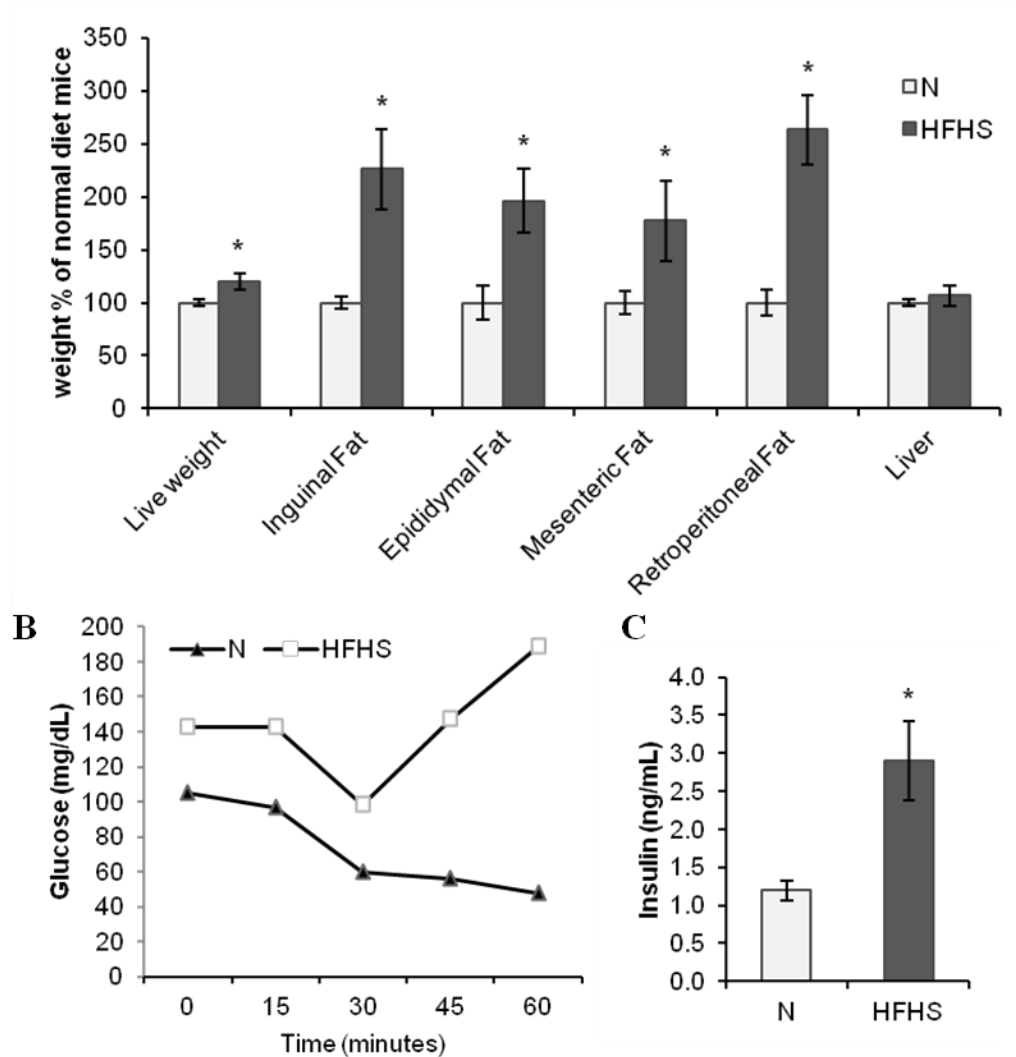 350
300
250
200
150
100
50
0
weight % of normal diet mice
N
HFHS
*
*
*
*
*
Live weight
Inguinal Fat
Epididymal Fat
Mesenteric Fat
Retroperitoneal Fat
Liver
B
200
180
160
140
120
100
80
60
40
20
0
Glucose (mg/dL)
N HFHS
0 15 30 45 60
Time (minutes)
C
4.0
3.5
3.0
2.5
2.0
1.5
1.0
0.5
0.0
Insulin (ng/mL)
*
N HFHS